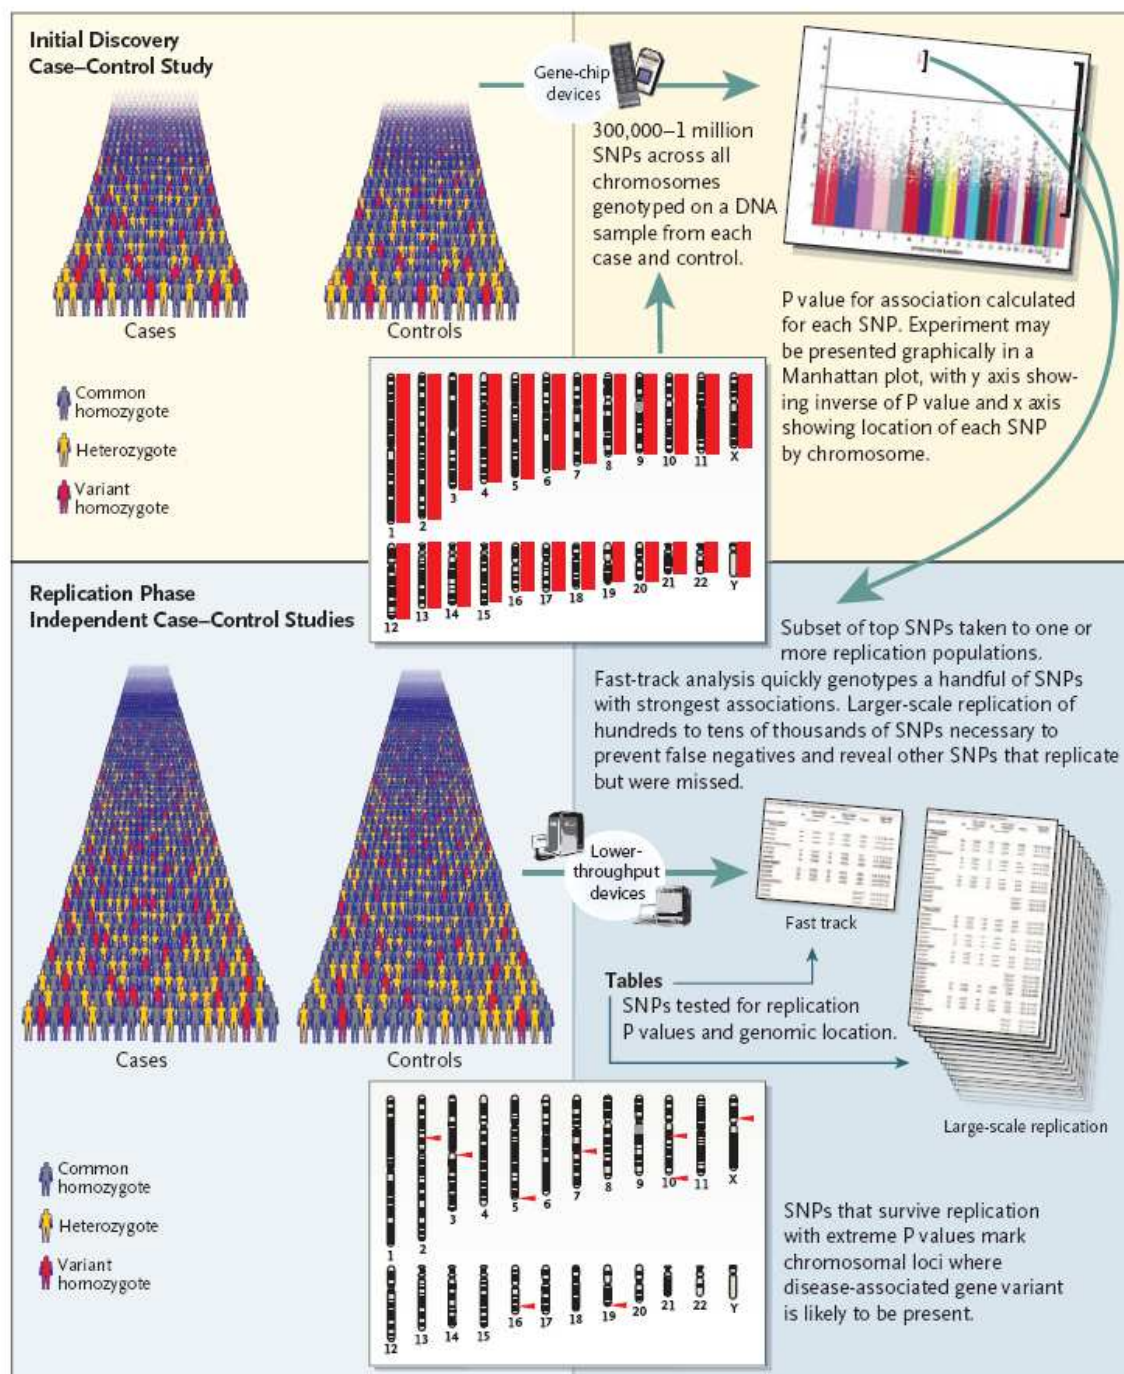 Initial Discovery
Case–Control Study
Cases
Controls
Common
homozygote
Heterozygote
Variant
homozygote
Gene-chip
devices
300,000–1 million
SNPs across all
chromosomes
genotyped on a DNA
sample from each
case and control.
P value for association calculated
for each SNP. Experiment may
be presented graphically in a
Manhattan plot, with y axis show-
ing inverse of P value and x axis
showing location of each SNP
by chromosome.
1 2 3 4 5 6 7 8 9 10 11 X
12 13 14 15 16 17 18 19 20 21 22 Y
Replication Phase
Independent Case–Control Studies
Cases
Controls
Common
homozygote
Heterozygote
Variant
homozygote
Subset of top SNPs taken to one or
more replication populations.
Fast-track analysis quickly genotypes a handful of SNPs
with strongest associations. Larger-scale replication of
hundreds to tens of thousands of SNPs necessary to
prevent false negatives and reveal other SNPs that replicate
but were missed.
Lower-
throughput
devices
Fast track
Tables
SNPs tested for replication
P values and genomic location.
Large-scale replication
1 2 3 4 5 6 7 8 9 10 11 X
12 13 14 15 16 17 18 19 20 21 22 Y
SNPs that survive replication
with extreme P values mark
chromosomal loci where
disease-associated gene variant
is likely to be present.